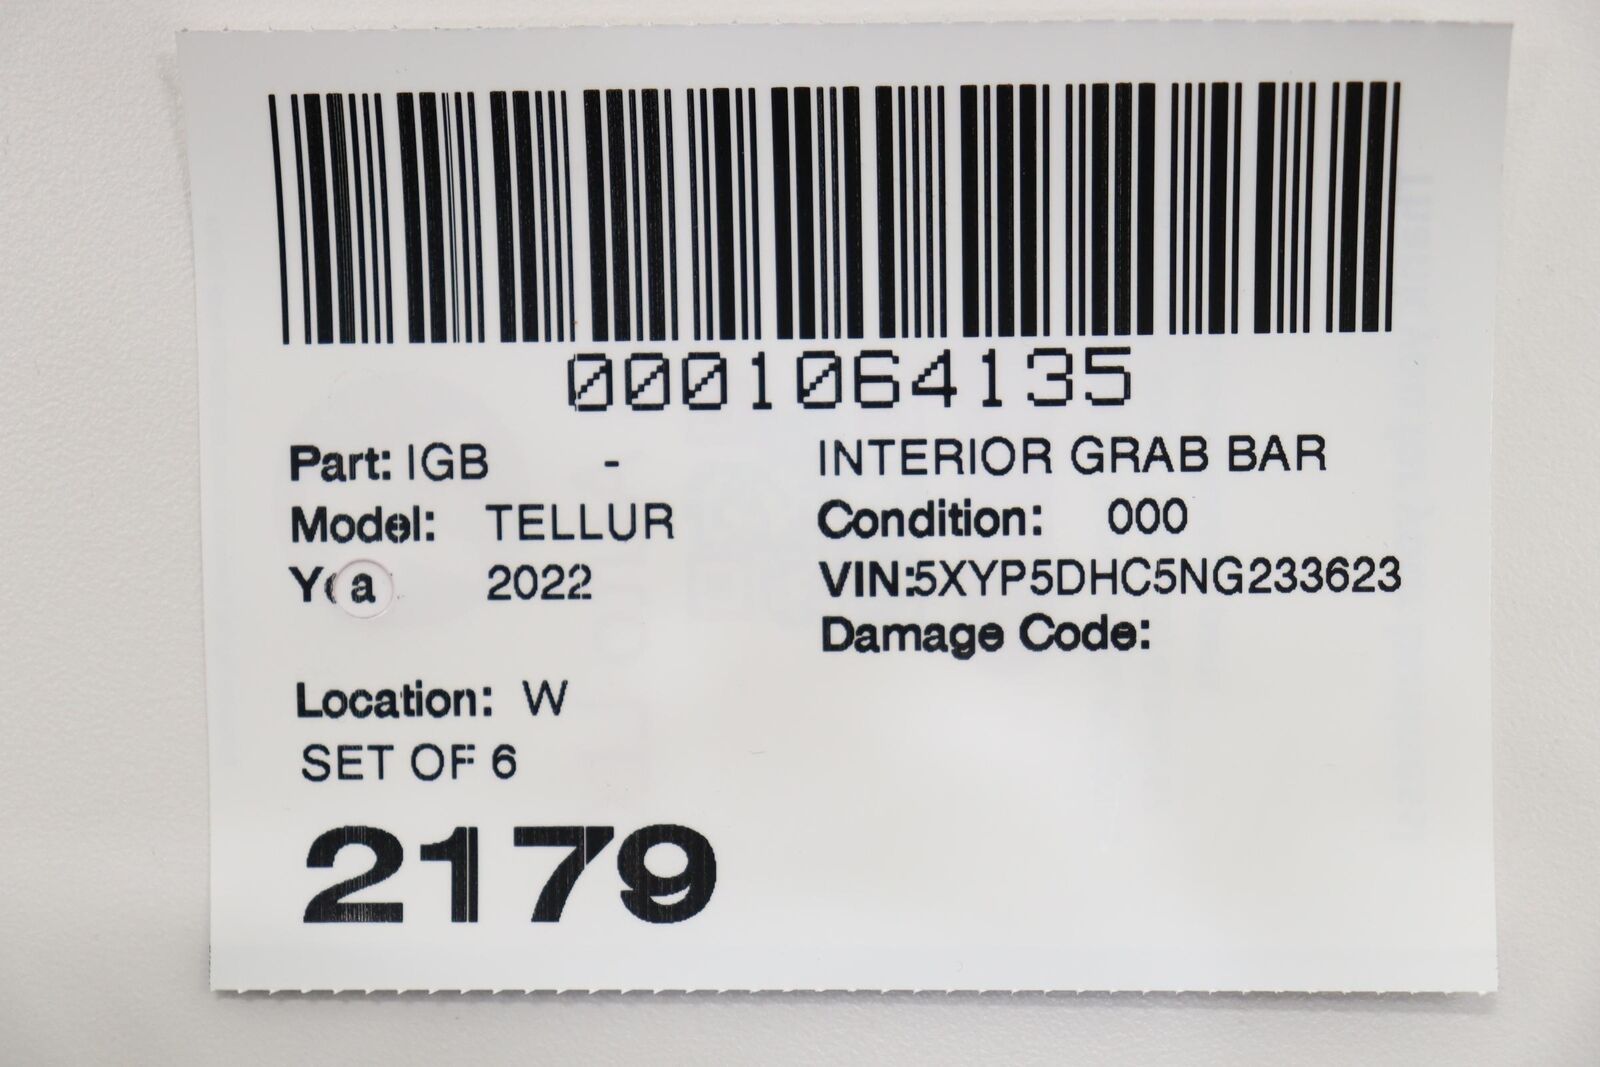 0001064135
Part: IGB - INTERIOR GRAB BAR
Model: TELLUR Condition: 000
2022 VIN:5XYP5DHC5NG233623
Damage Code:
Location: W
SET OF 6
2179